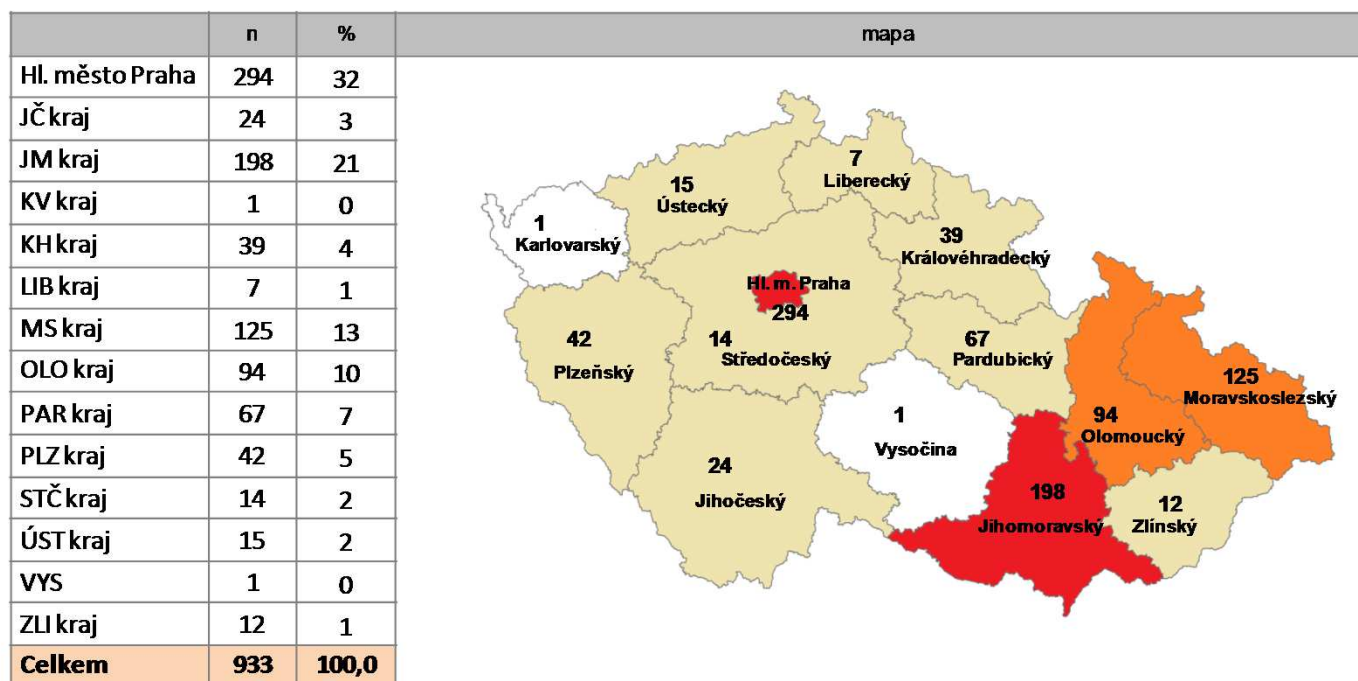 n % mapa
Hl. město Praha 294 32
JČ kraj 24 3
JM kraj 198 21
KV kraj 1 0
KH kraj 39 4
LIB kraj 7 1
MS kraj 125 13
OLO kraj 94 10
PAR kraj 67 7
PLZ kraj 42 5
STČ kraj 14 2
ÚST kraj 15 2
VYS 1 0
ZLI kraj 12 1
Celkem 933 100,0
7
Liberecký
15
Ústecký
1
Karlovarský
39
Královéhradecký
Hl. m. Praha
294
42
Plzeňský
14
Středočeský
67
Pardubický
125
Moravskoslezský
94
Olomoucký
1
Vysočina
24
Jihočeský
198
Jihomoravský
12
Zlínský